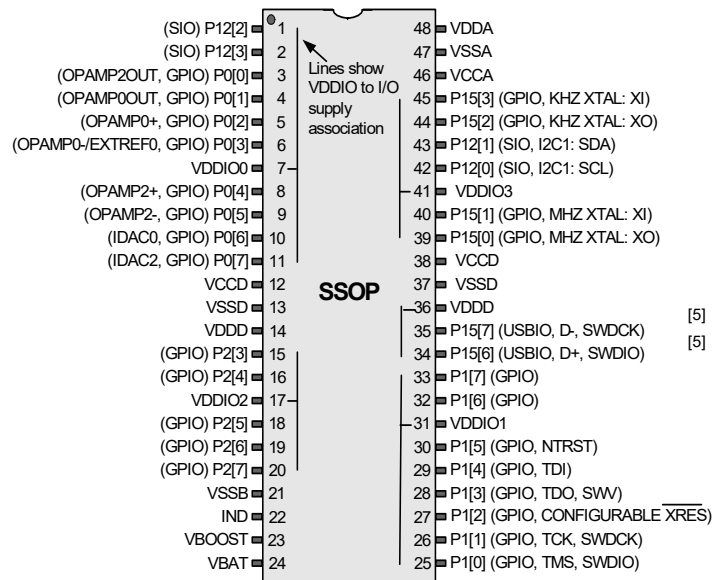 (SIO) P12[2] 1 48 VDDA
(SIO) P12[3] 2 47 VSSA
(OPAMP2OUT, GPIO) P0[0] 3 46 VCCA
(OPAMP0OUT, GPIO) P0[1] 4 45 P15[3] (GPIO, KHZ XTAL: XI)
(OPAMP0+, GPIO) P0[2] 5 44 P15[2] (GPIO, KHZ XTAL: XO)
(OPAMP0-/EXTREF0, GPIO) P0[3] 6 43 P12[1] (SIO, I2C1: SDA)
VDDIO0 7 42 P12[0] (SIO, I2C1: SCL)
(OPAMP2+, GPIO) P0[4] 8 41 VDDIO3
(OPAMP2-, GPIO) P0[5] 9 40 P15[1] (GPIO, MHZ XTAL: XI)
(IDAC0, GPIO) P0[6] 10 39 P15[0] (GPIO, MHZ XTAL: XO)
(IDAC2, GPIO) P0[7] 11 38 VCCD
VCCD 12 37 VSSD
VSSD 13 36 VDDD
VDDD 14 35 P15[7] (USBIO, D-, SWDCK) [5]
(GPIO) P2[3] 15 34 P15[6] (USBIO, D+, SWDIO) [5]
(GPIO) P2[4] 16 33 P1[7] (GPIO)
VDDIO2 17 32 P1[6] (GPIO)
(GPIO) P2[5] 18 31 VDDIO1
(GPIO) P2[6] 19 30 P1[5] (GPIO, NTRST)
(GPIO) P2[7] 20 29 P1[4] (GPIO, TDI)
VSSB 21 28 P1[3] (GPIO, TDO, SWV)
IND 22 27 P1[2] (GPIO, CONFIGURABLE XRES)
VBOOST 23 26 P1[1] (GPIO, TCK, SWDCK)
VBAT 24 25 P1[0] (GPIO, TMS, SWDIO)
Lines show
VDDIO to I/O
supply
association
SSOP